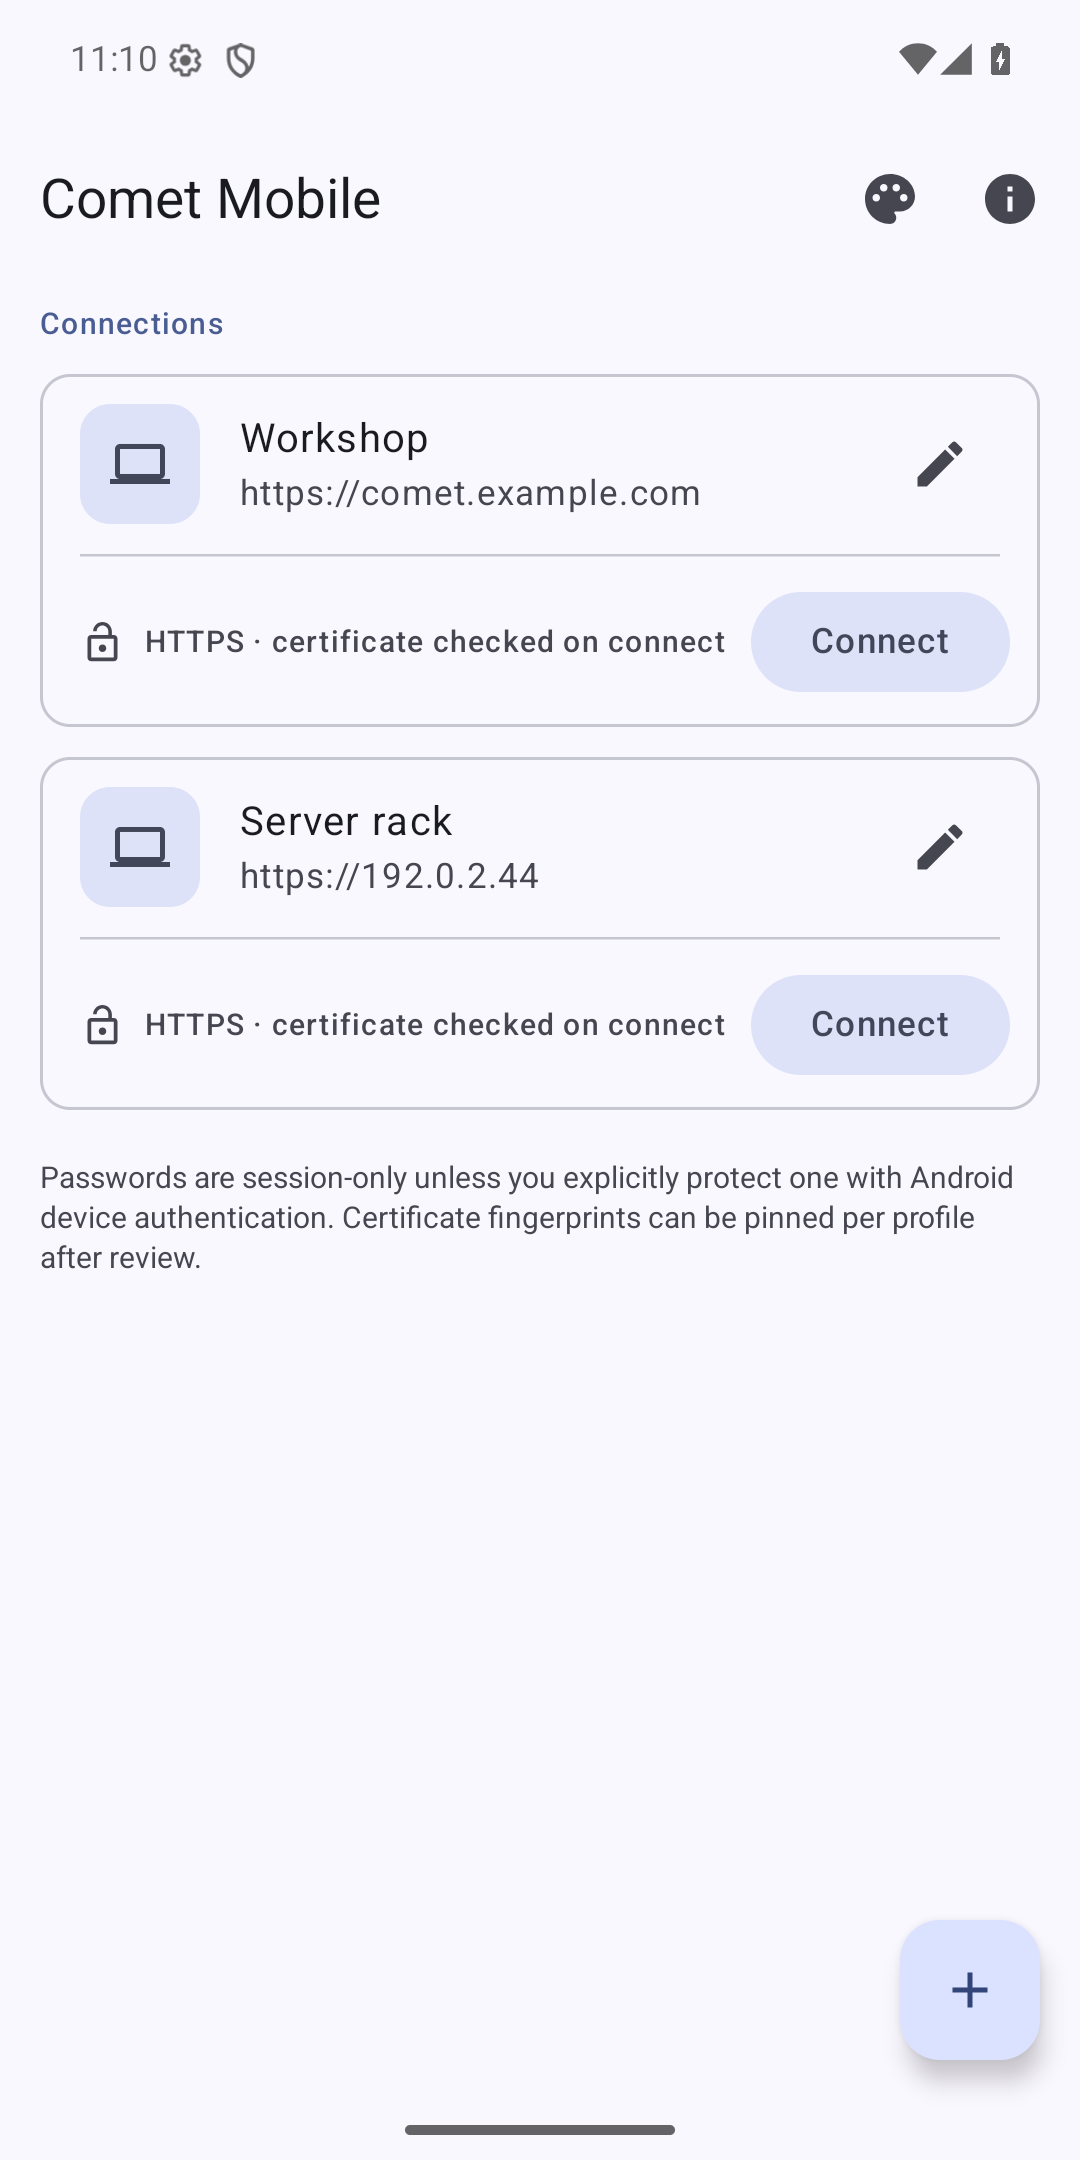 11:10
Comet Mobile
Connections
Workshop
https://comet.example.com
HTTPS · certificate checked on connect
Connect
Server rack
https://192.0.2.44
HTTPS · certificate checked on connect
Connect
Passwords are session-only unless you explicitly protect one with Android
device authentication. Certificate fingerprints can be pinned per profile
after review.